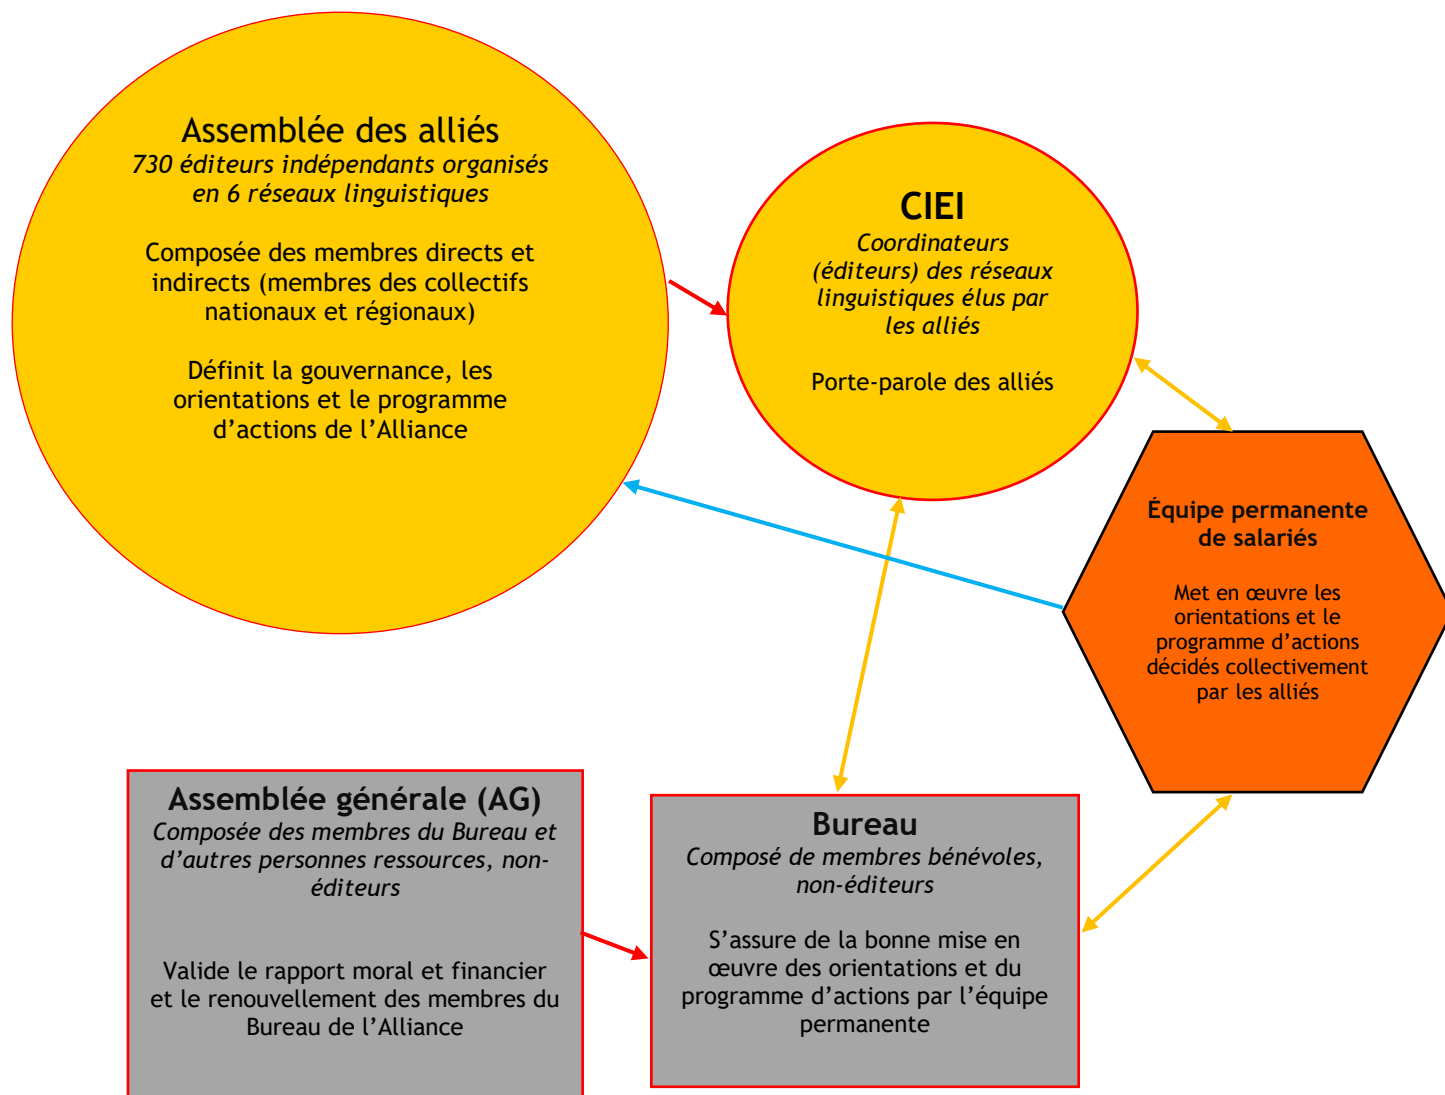 Assemblée des alliés
730 éditeurs indépendants organisés
en 6 réseaux linguistiques
Composée des membres directs et
indirects (membres des collectifs
nationaux et régionaux)
Définit la gouvernance, les
orientations et le programme
d’actions de l’Alliance
CIEI
Coordinateurs
(éditeurs) des réseaux
linguistiques élus par
les alliés
Porte-parole des alliés
Équipe permanente
de salariés
Met en œuvre les
orientations et le
programme d’actions
décidés collectivement
par les alliés
Assemblée générale (AG)
Composée des membres du Bureau et
d’autres personnes ressources, non-
éditeurs
Valide le rapport moral et financier
et le renouvellement des membres du
Bureau de l’Alliance
Bureau
Composé de membres bénévoles,
non-éditeurs
S’assure de la bonne mise en
œuvre des orientations et du
programme d’actions par l’équipe
permanente